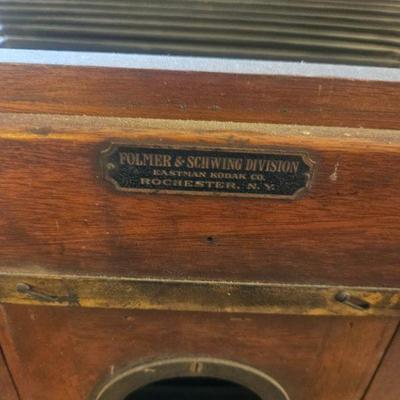 FOLMER & SCHWING DIVISION
EASTMAN KODAK CO.
ROCHESTER, N.Y.